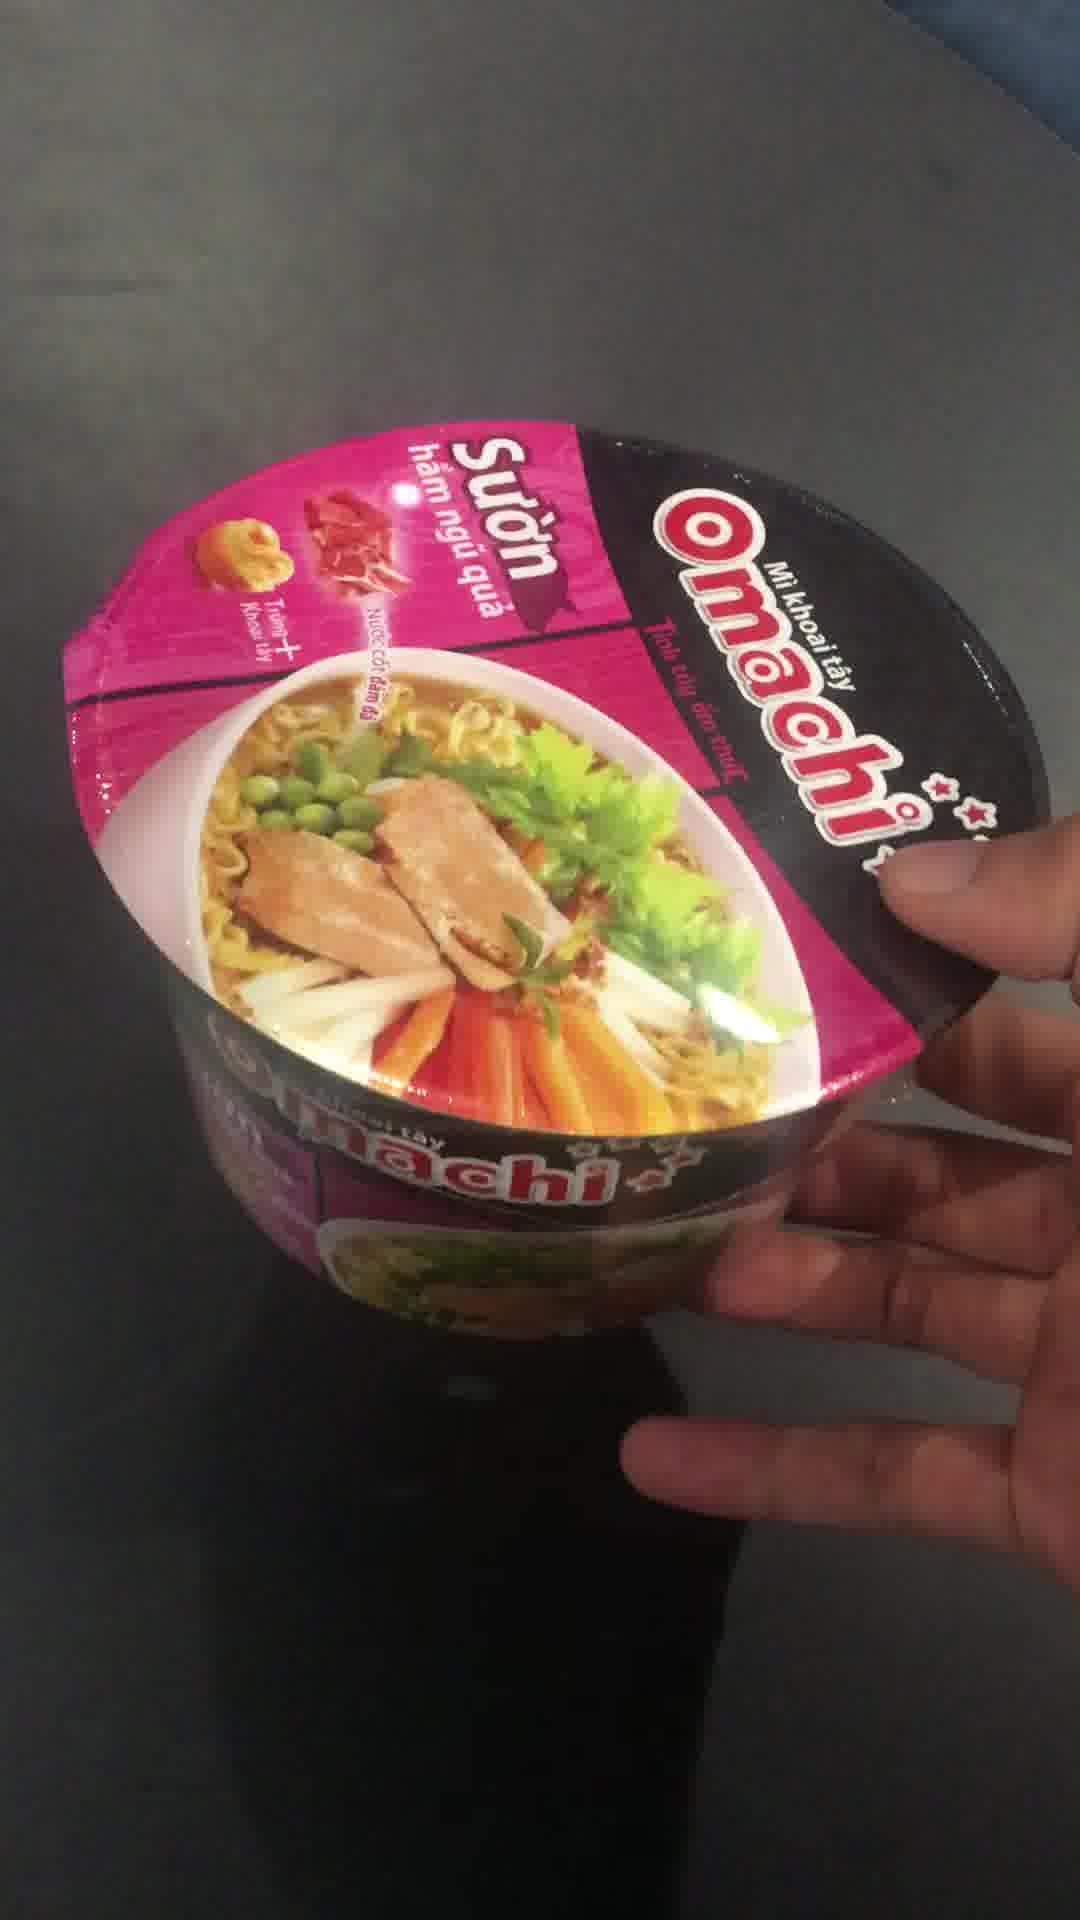 Mì khoai tây
Omachi
Tinh túy ẩm thực
Sườn
hầm ngũ quả
Nước cốt đậm đà
Trứng +
Khoai tây
khoai tây
Omachi